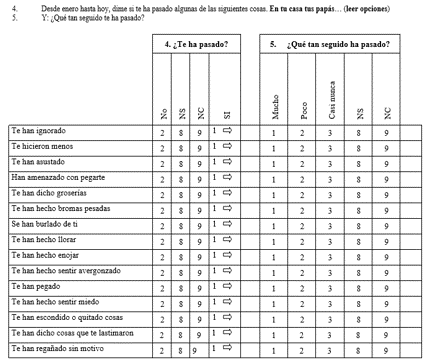 4. Desde enero hasta hoy, dime si te ha pasado algunas de las siguientes cosas. En tu casa tus papás… (leer opciones)
5. Y: ¿Qué tan seguido te ha pasado?
4. ¿Te ha pasado? 5. ¿Qué tan seguido ha pasado?
No NS NC SI Mucho Poco Casi nunca NS NC
Te han ignorado 2 8 9 1 ⇨ 1 2 3 8 9
Te hicieron menos 2 8 9 1 ⇨ 1 2 3 8 9
Te han asustado 2 8 9 1 ⇨ 1 2 3 8 9
Han amenazado con pegarte 2 8 9 1 ⇨ 1 2 3 8 9
Te han dicho groserías 2 8 9 1 ⇨ 1 2 3 8 9
Te han hecho bromas pesadas 2 8 9 1 ⇨ 1 2 3 8 9
Se han burlado de ti 2 8 9 1 ⇨ 1 2 3 8 9
Te han hecho llorar 2 8 9 1 ⇨ 1 2 3 8 9
Te han hecho enojar 2 8 9 1 ⇨ 1 2 3 8 9
Te han hecho sentir avergonzado 2 8 9 1 ⇨ 1 2 3 8 9
Te han pegado 2 8 9 1 ⇨ 1 2 3 8 9
Te han hecho sentir miedo 2 8 9 1 ⇨ 1 2 3 8 9
Te han escondido o quitado cosas 2 8 9 1 ⇨ 1 2 3 8 9
Te han dicho cosas que te lastimaron 2 8 9 1 ⇨ 1 2 3 8 9
Te han regañado sin motivo 2 8 9 1 ⇨ 1 2 3 8 9